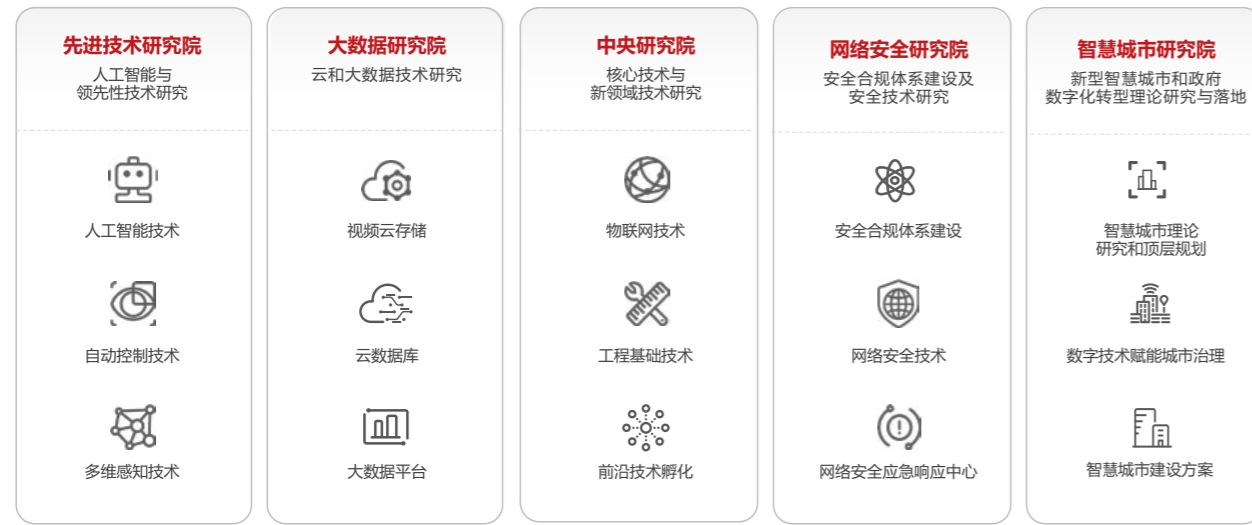 先进技术研究院
人工智能与
领先性技术研究
人工智能技术
自动控制技术
多维感知技术
大数据研究院
云和大数据技术研究
视频云存储
云数据库
大数据平台
中央研究院
核心技术与
新领域技术研究
物联网技术
工程基础技术
前沿技术孵化
网络安全研究院
安全合规体系建设及
安全技术研究
安全合规体系建设
网络安全技术
网络安全应急响应中心
智慧城市研究院
新型智慧城市和政府
数字化转型理论研究与落地
智慧城市理论
研究和顶层规划
数字技术赋能城市治理
智慧城市建设方案